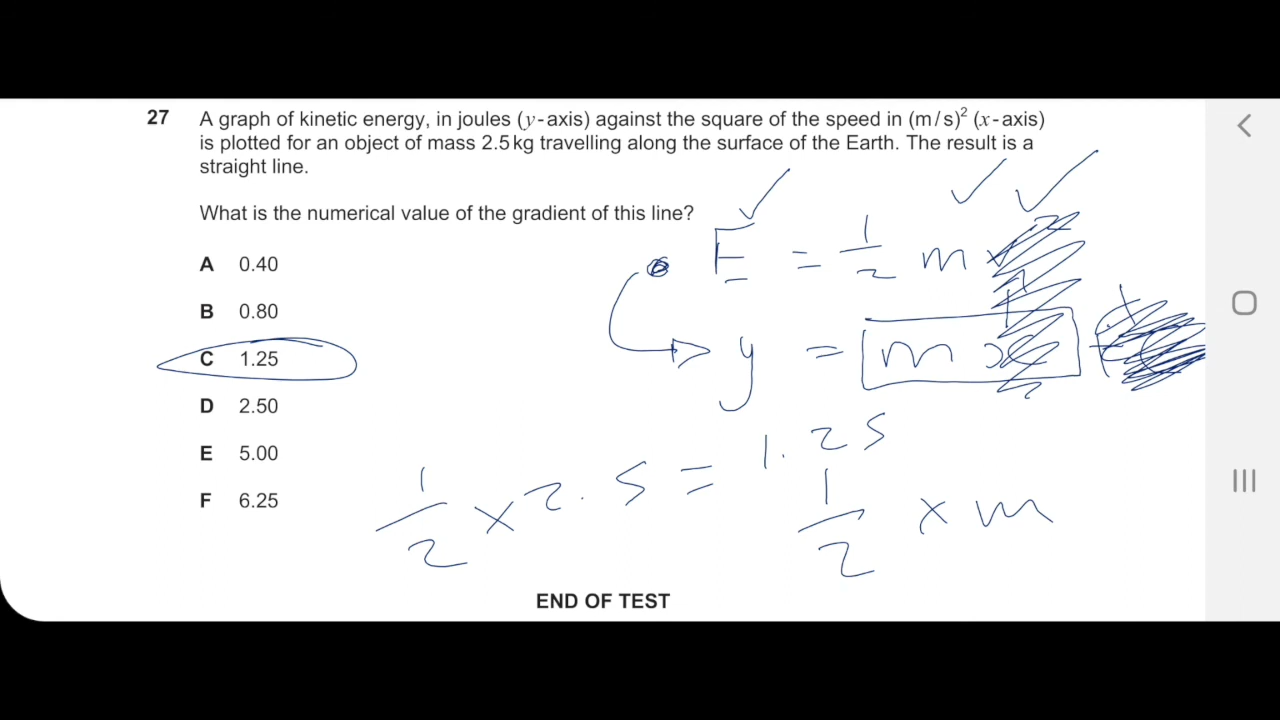 27 A graph of kinetic energy, in joules (y-axis) against the square of the speed in (m/s)² (x-axis)
is plotted for an object of mass 2.5 kg travelling along the surface of the Earth. The result is a
straight line.
What is the numerical value of the gradient of this line?
A 0.40
B 0.80
C 1.25
D 2.50
E 5.00
F 6.25
E = 1/2 m
y = m x
1/2 × 2.5 = 1.25
1/2 × m
END OF TEST